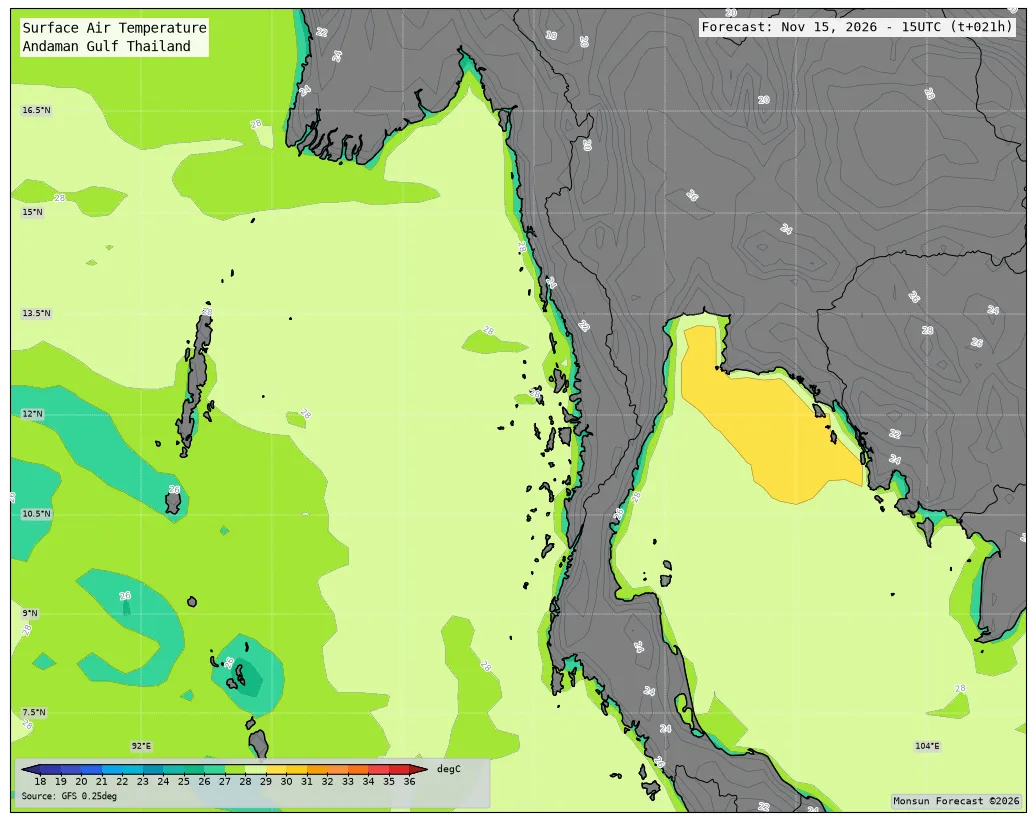 Surface Air Temperature
Andaman Gulf Thailand
Forecast: Nov 15, 2026 - 15UTC (t+021h)
16.5°N
15°N
13.5°N
12°N
10.5°N
9°N
7.5°N
92°E
104°E
18 19 20 21 22 23 24 25 26 27 28 29 30 31 32 33 34 35 36
degC
Source: GFS 0.25deg
Monsun Forecast ©2026